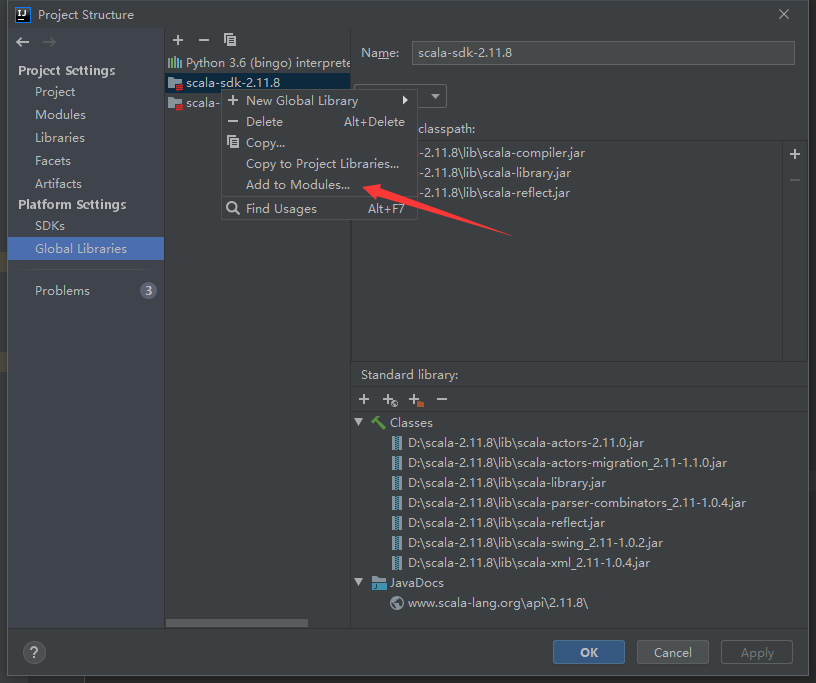 Project Structure
Project Settings
Project
Modules
Libraries
Facets
Artifacts
Platform Settings
SDKs
Global Libraries
Problems
3
Python 3.6 (bingo) interprete
scala-sdk-2.11.8
scala-
New Global Library
Delete Alt+Delete
Copy...
Copy to Project Libraries...
Add to Modules...
Find Usages Alt+F7
Name: scala-sdk-2.11.8
classpath:
-2.11.8\lib\scala-compiler.jar
-2.11.8\lib\scala-library.jar
-2.11.8\lib\scala-reflect.jar
Standard library:
Classes
D:\scala-2.11.8\lib\scala-actors-2.11.0.jar
D:\scala-2.11.8\lib\scala-actors-migration_2.11-1.1.0.jar
D:\scala-2.11.8\lib\scala-library.jar
D:\scala-2.11.8\lib\scala-parser-combinators_2.11-1.0.4.jar
D:\scala-2.11.8\lib\scala-reflect.jar
D:\scala-2.11.8\lib\scala-swing_2.11-1.0.2.jar
D:\scala-2.11.8\lib\scala-xml_2.11-1.0.4.jar
JavaDocs
www.scala-lang.org\api\2.11.8\
?
OK
Cancel
Apply